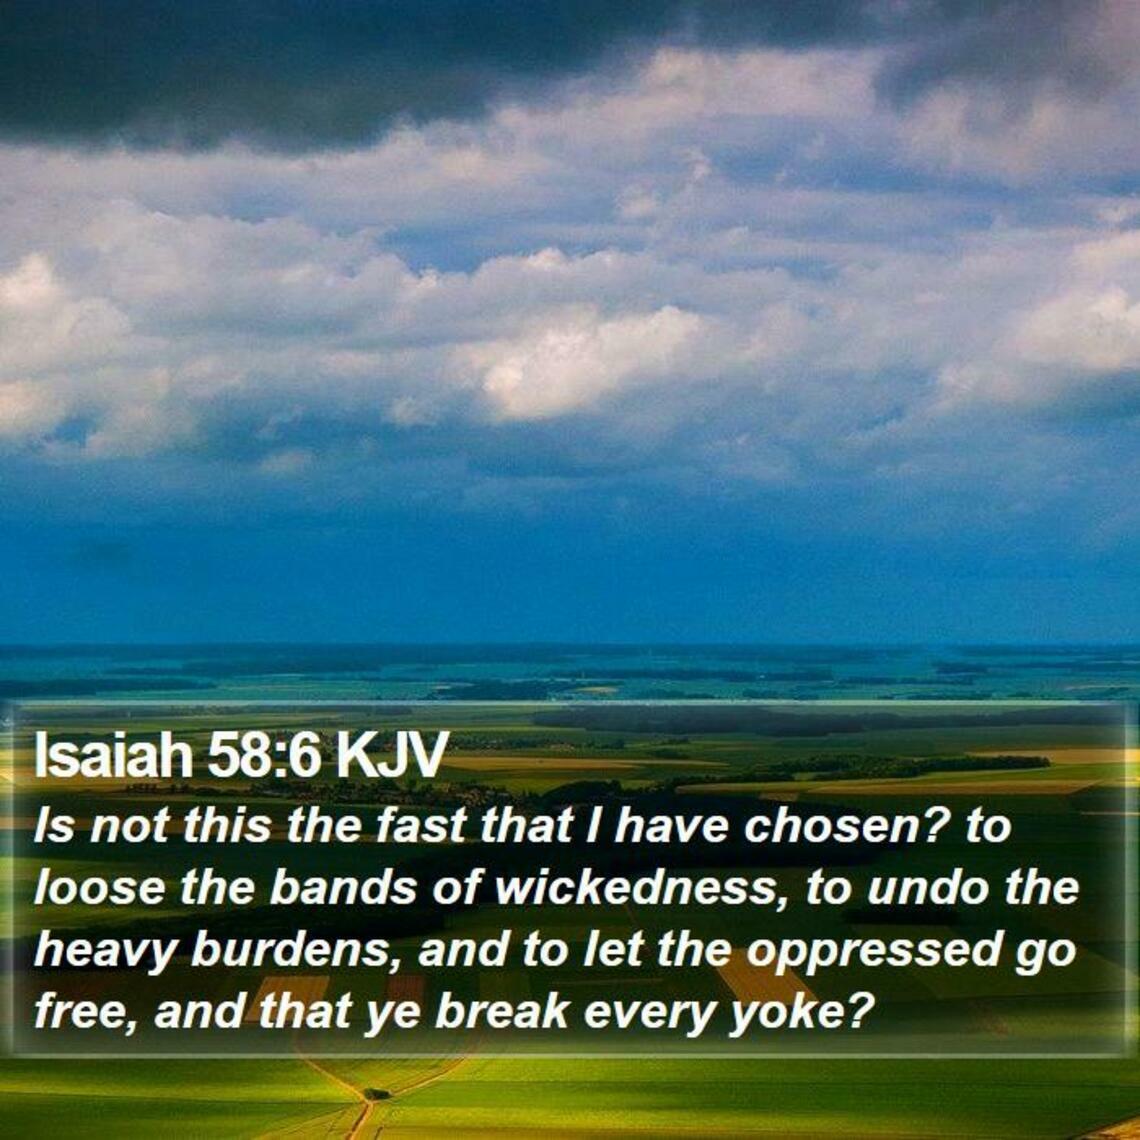 Isaiah 58:6 KJV
Is not this the fast that I have chosen? to
loose the bands of wickedness, to undo the
heavy burdens, and to let the oppressed go
free, and that ye break every yoke?